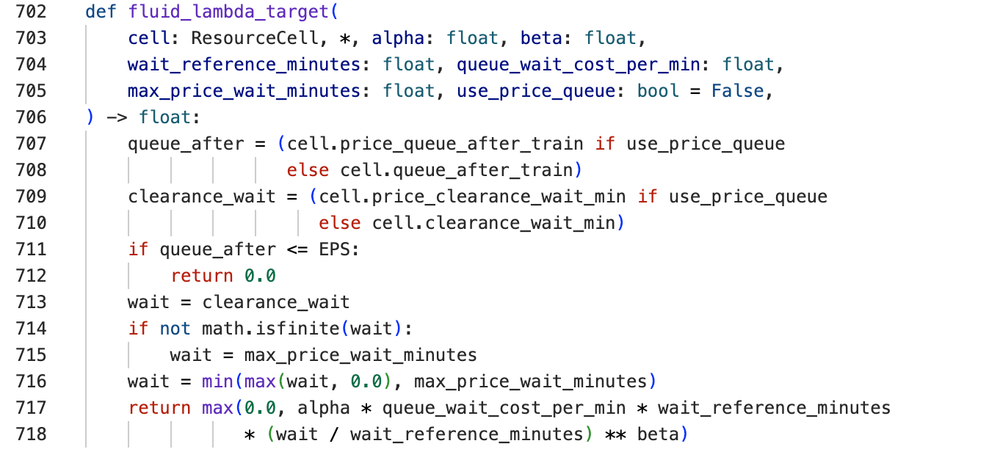 702 def fluid_lambda_target(
703     cell: ResourceCell, *, alpha: float, beta: float,
704     wait_reference_minutes: float, queue_wait_cost_per_min: float,
705     max_price_wait_minutes: float, use_price_queue: bool = False,
706 ) -> float:
707     queue_after = (cell.price_queue_after_train if use_price_queue
708                    else cell.queue_after_train)
709     clearance_wait = (cell.price_clearance_wait_min if use_price_queue
710                       else cell.clearance_wait_min)
711     if queue_after <= EPS:
712         return 0.0
713     wait = clearance_wait
714     if not math.isfinite(wait):
715         wait = max_price_wait_minutes
716     wait = min(max(wait, 0.0), max_price_wait_minutes)
717     return max(0.0, alpha * queue_wait_cost_per_min * wait_reference_minutes
718                * (wait / wait_reference_minutes) ** beta)